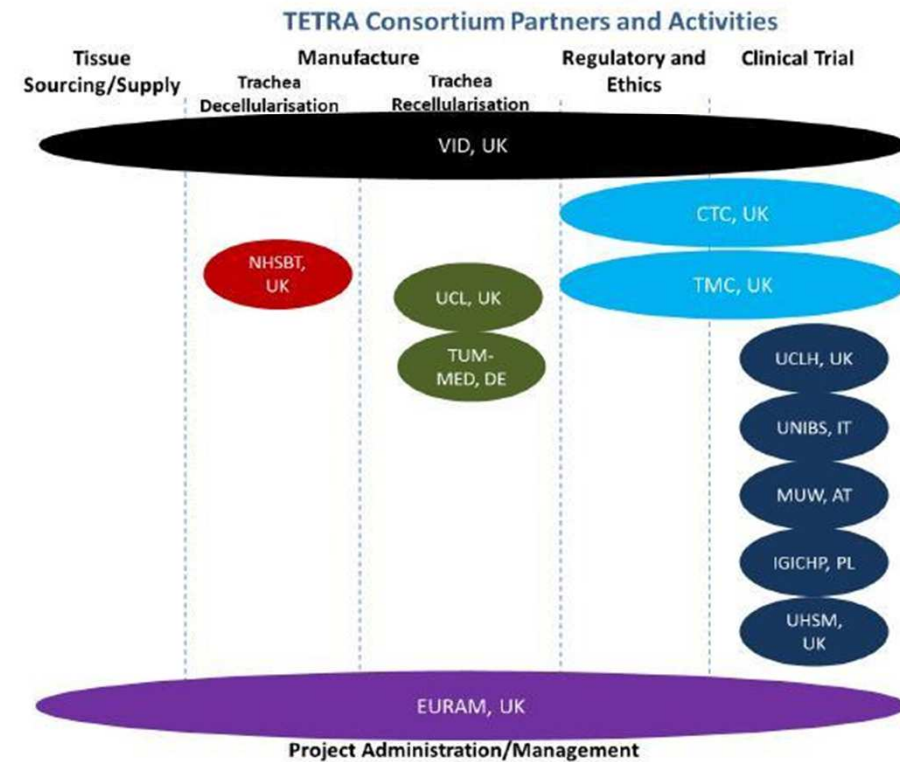 TETRA Consortium Partners and Activities
Tissue
Sourcing/Supply
Manufacture
Trachea
Decellularisation
Trachea
Recellularisation
Regulatory and
Ethics
Clinical Trial
VID, UK
CTC, UK
NHSBT,
UK
UCL, UK
TMC, UK
TUM-
MED, DE
UCLH, UK
UNIBS, IT
MUW, AT
IGICHP, PL
UHSM,
UK
EURAM, UK
Project Administration/Management